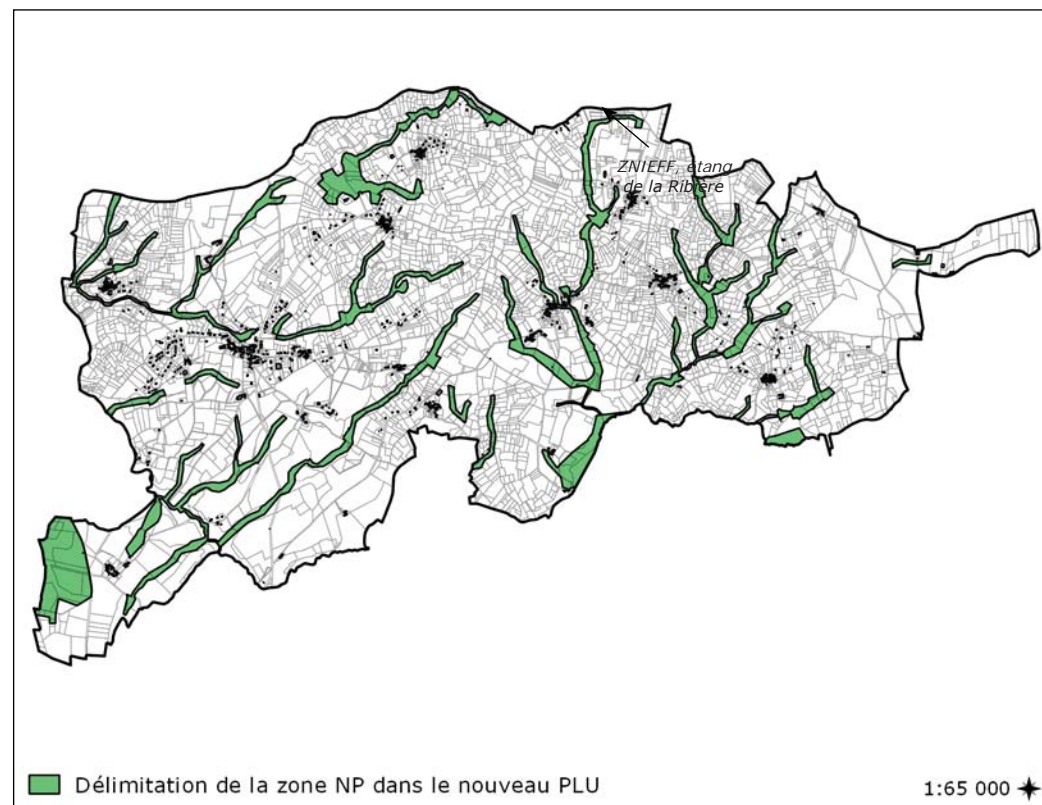 ZNIEFF, étang
de la Ribière
Délimitation de la zone NP dans le nouveau PLU
1:65 000